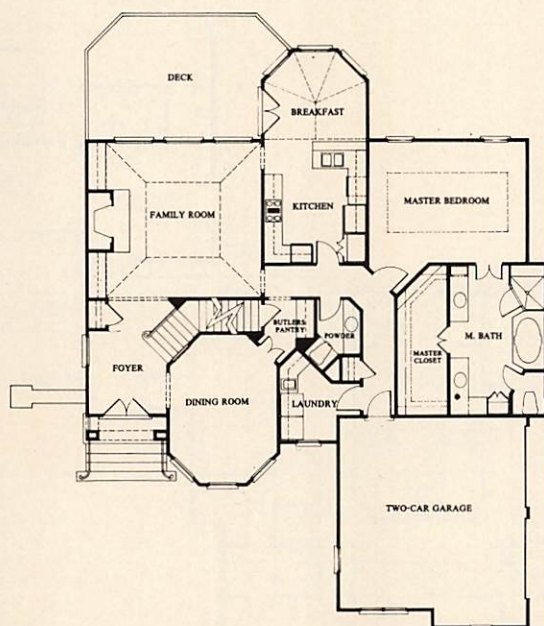 DECK
BREAKFAST
FAMILY ROOM
KITCHEN
MASTER BEDROOM
BUTLERS
PANTRY
POWDER
M. BATH
FOYER
MASTER
CLOSET
DINING ROOM
LAUNDRY
TWO-CAR GARAGE